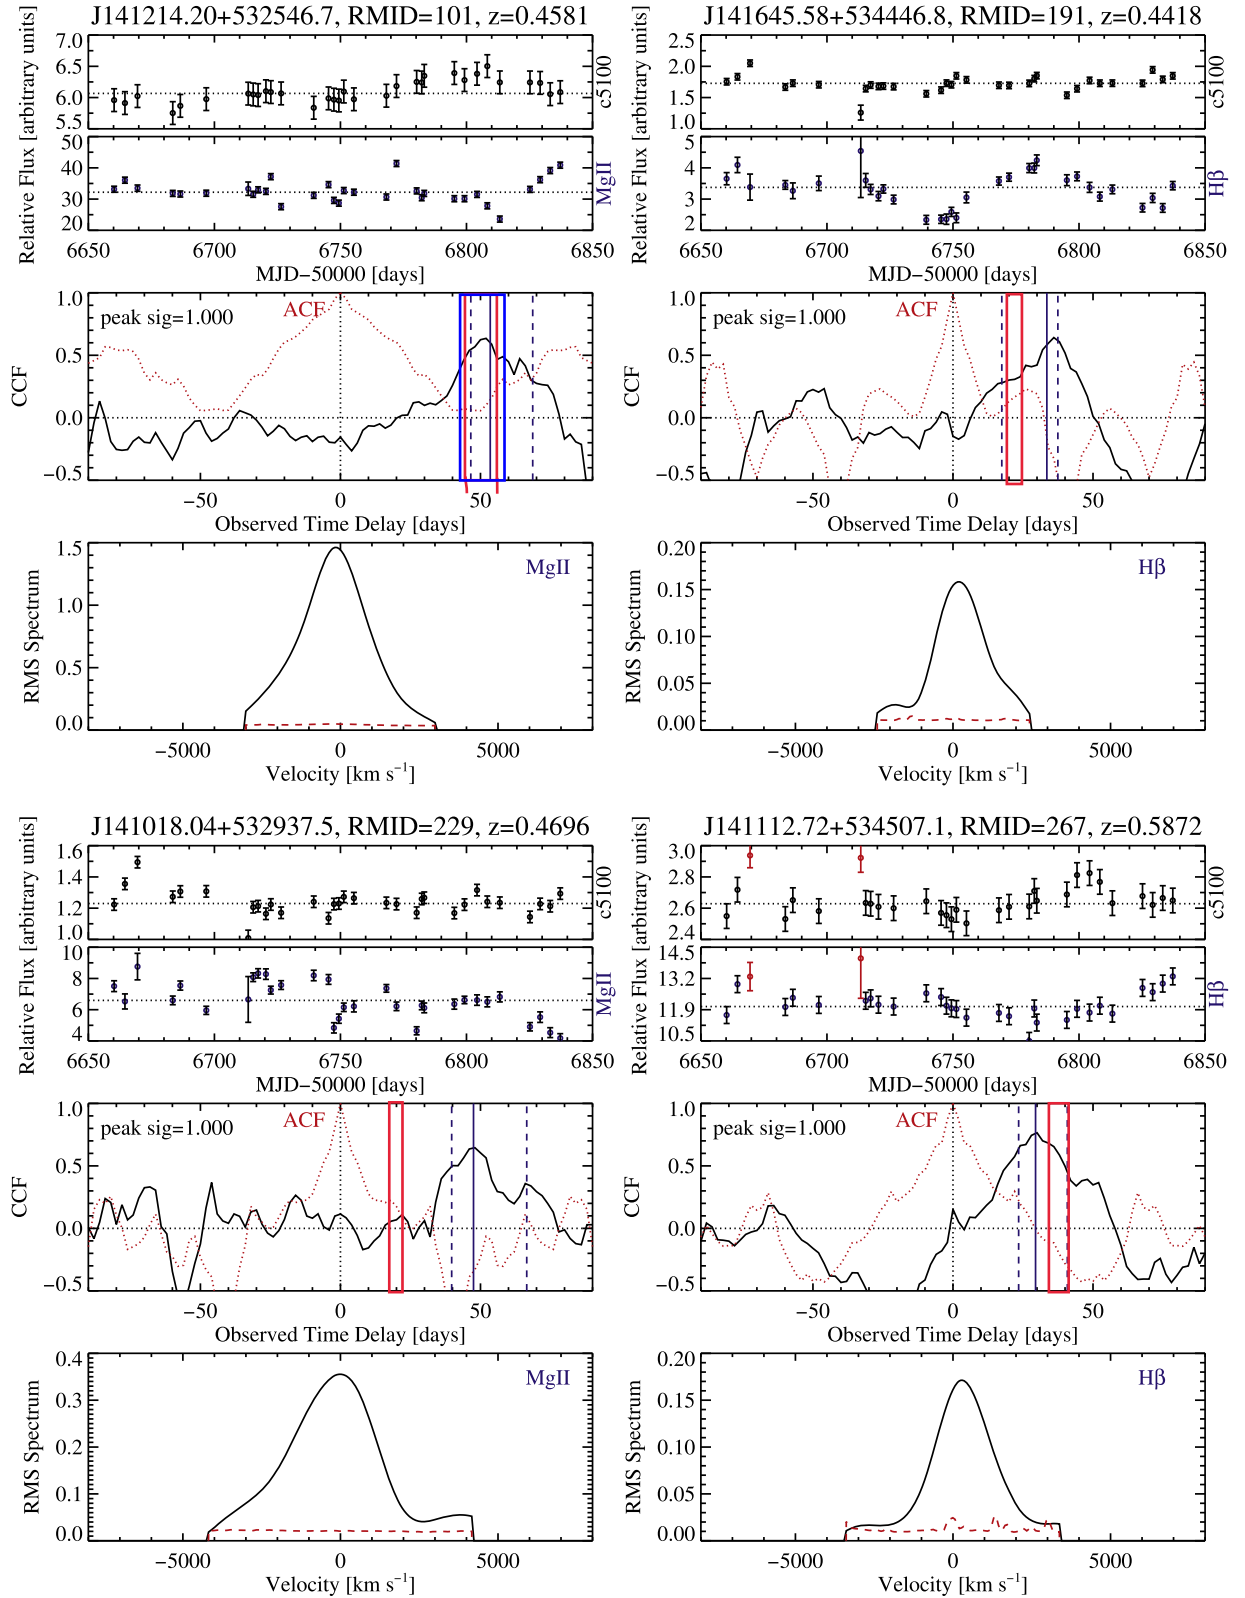 J141214.20+532546.7, RMID=101, z=0.4581
Relative Flux [arbitrary units]
7.0
6.5
6.0
5.5
c5100
50
40
30
20
MgII
6650 6700 6750 6800 6850
MJD−50000 [days]
CCF
1.0
0.5
0.0
−0.5
peak sig=1.000
ACF
−50 0 50
Observed Time Delay [days]
RMS Spectrum
1.5
1.0
0.5
0.0
MgII
−5000 0 5000
Velocity [km s⁻¹]
J141645.58+534446.8, RMID=191, z=0.4418
Relative Flux [arbitrary units]
2.5
2.0
1.5
1.0
c5100
5
4
3
2
Hβ
6650 6700 6750 6800 6850
MJD−50000 [days]
CCF
1.0
0.5
0.0
−0.5
peak sig=1.000
ACF
−50 0 50
Observed Time Delay [days]
RMS Spectrum
0.20
0.15
0.10
0.05
0.00
Hβ
−5000 0 5000
Velocity [km s⁻¹]
J141018.04+532937.5, RMID=229, z=0.4696
Relative Flux [arbitrary units]
1.6
1.4
1.2
1.0
c5100
10
8
6
4
MgII
6650 6700 6750 6800 6850
MJD−50000 [days]
CCF
1.0
0.5
0.0
−0.5
peak sig=1.000
ACF
−50 0 50
Observed Time Delay [days]
RMS Spectrum
0.4
0.3
0.2
0.1
0.0
MgII
−5000 0 5000
Velocity [km s⁻¹]
J141112.72+534507.1, RMID=267, z=0.5872
Relative Flux [arbitrary units]
3.0
2.8
2.6
2.4
c5100
14.5
13.2
11.9
10.5
Hβ
6650 6700 6750 6800 6850
MJD−50000 [days]
CCF
1.0
0.5
0.0
−0.5
peak sig=1.000
ACF
−50 0 50
Observed Time Delay [days]
RMS Spectrum
0.20
0.15
0.10
0.05
0.00
Hβ
−5000 0 5000
Velocity [km s⁻¹]